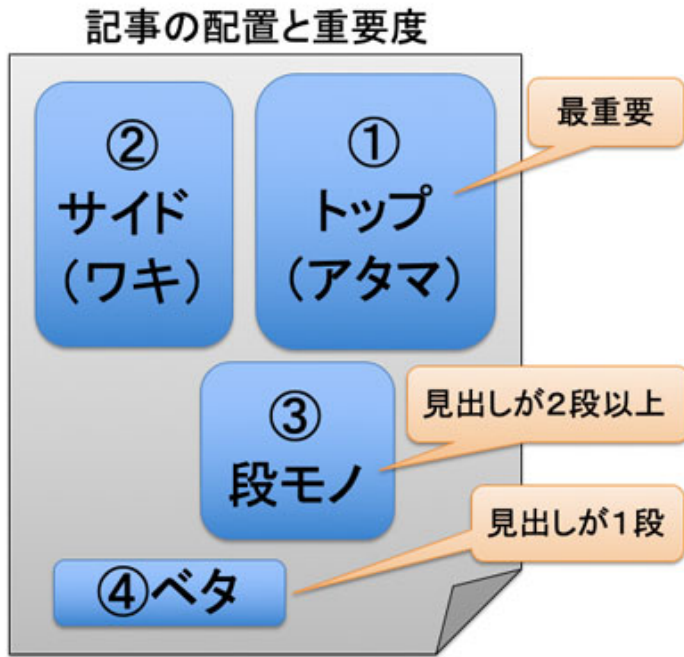 記事の配置と重要度
①
トップ
（アタマ）
最重要
②
サイド
（ワキ）
③
段モノ
見出しが２段以上
④ベタ
見出しが１段